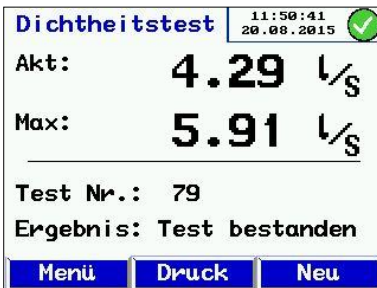 Dichtheitstest 11:50:41
20.08.2015
Akt: 4.29 l/s
Max: 5.91 l/s
Test Nr.: 79
Ergebnis: Test bestanden
Menü Druck Neu